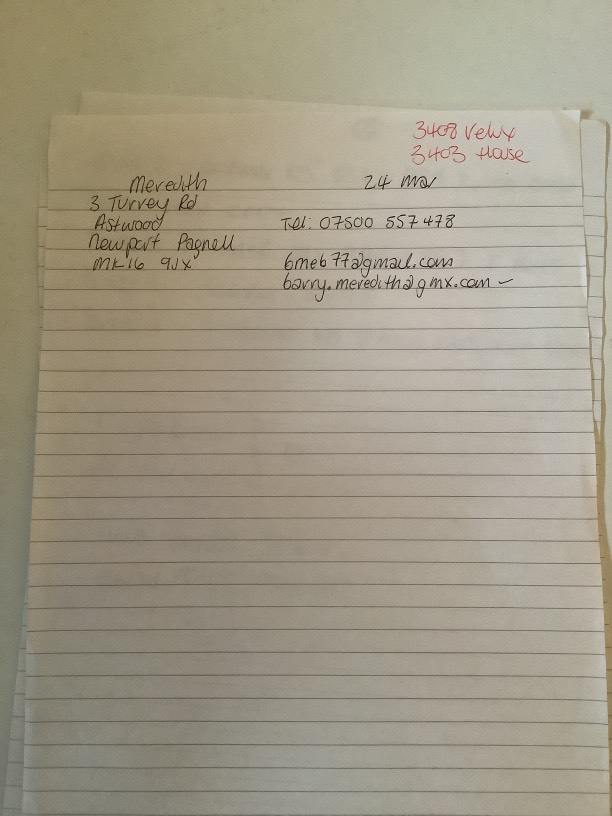 3408 Velux
3403 House
Meredith
24 Mar
3 Turvey Rd
Astwood
Tel: 07500 557478
Newport Pagnell
MK16 9JX
6meb77@gmail.com
barry.meredith@gmx.com ✓